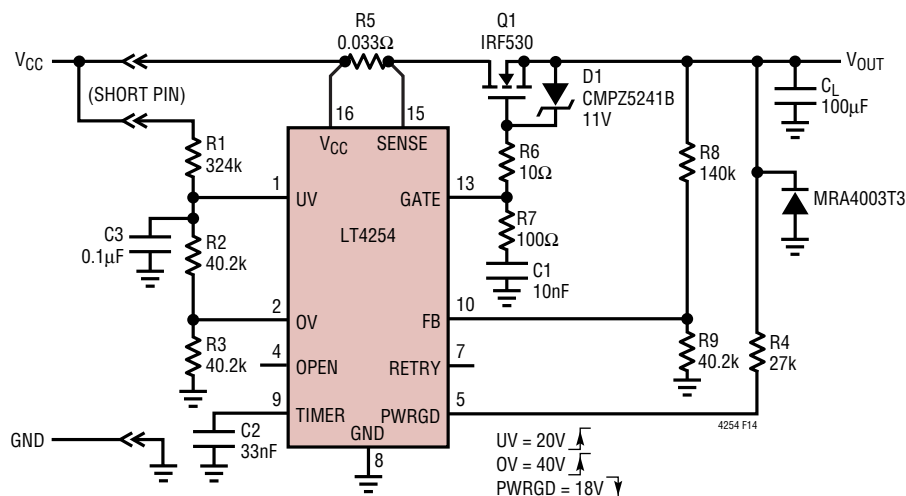 R5
0.033Ω
Q1
IRF530
VCC
VOUT
D1
CMPZ5241B
11V
CL
100µF
(SHORT PIN)
16
15
VCC
SENSE
R1
324k
R6
10Ω
R8
140k
1
UV
GATE
13
MRA4003T3
LT4254
R7
100Ω
C3
0.1µF
R2
40.2k
C1
10nF
2
OV
FB
10
R3
40.2k
4
OPEN
RETRY
7
R9
40.2k
R4
27k
9
TIMER
PWRGD
5
4254 F14
GND
C2
33nF
GND
8
UV = 20V
OV = 40V
PWRGD = 18V